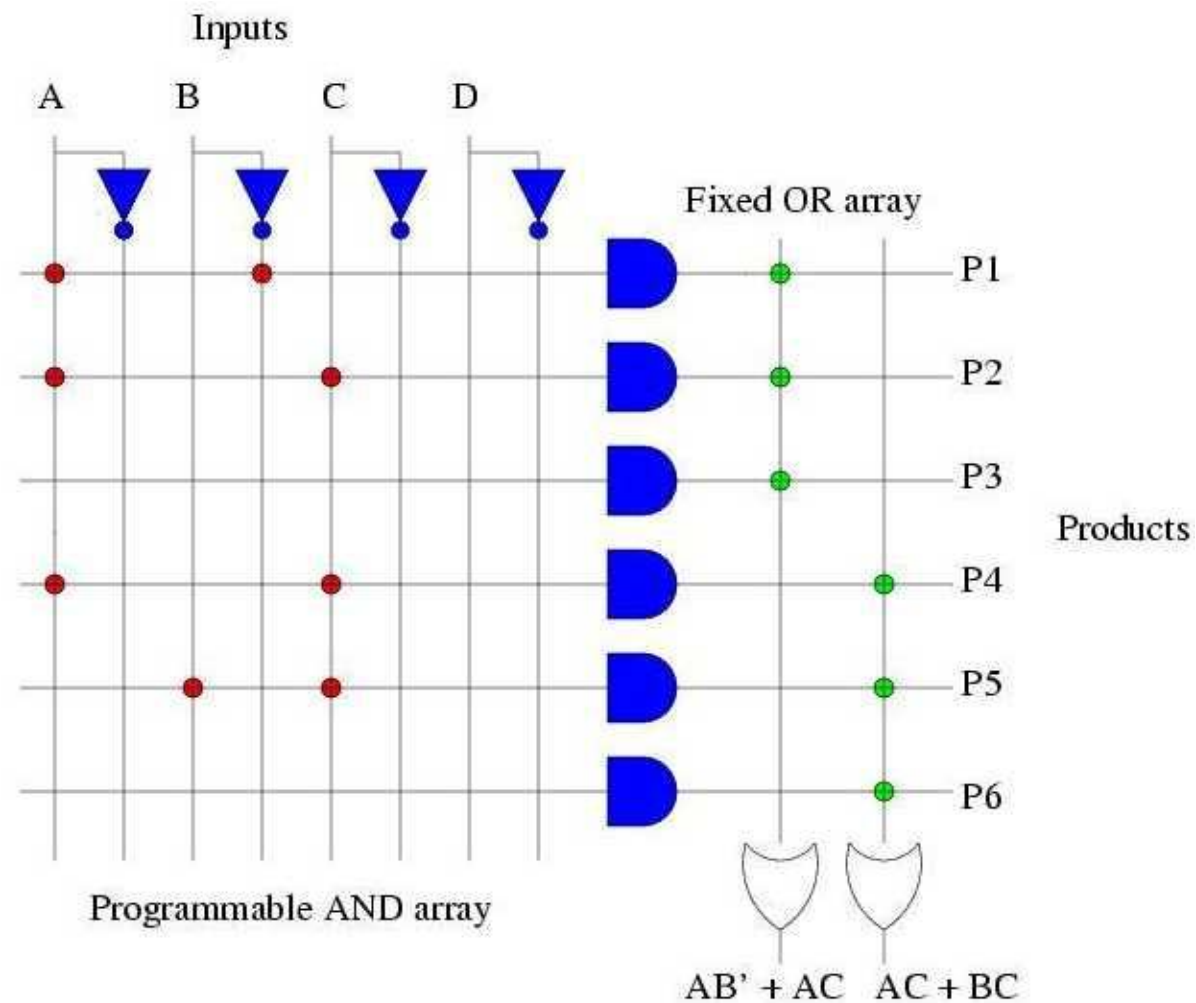 Inputs
A B C D
Fixed OR array
P1
P2
P3
P4
P5
P6
Products
Programmable AND array
AB’ + AC AC + BC